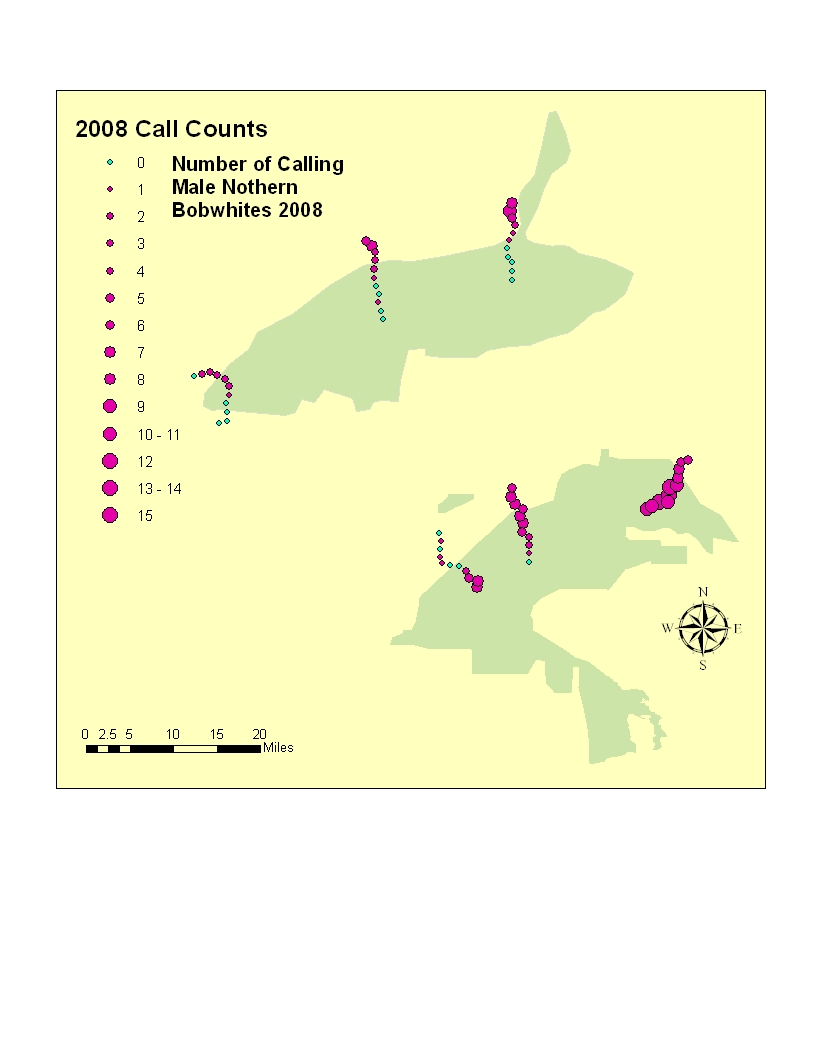 2008 Call Counts
Number of Calling
Male Nothern
Bobwhites 2008
0
1
2
3
4
5
6
7
8
9
10 - 11
12
13 - 14
15
N
W E
S
0 2.5 5 10 15 20
Miles